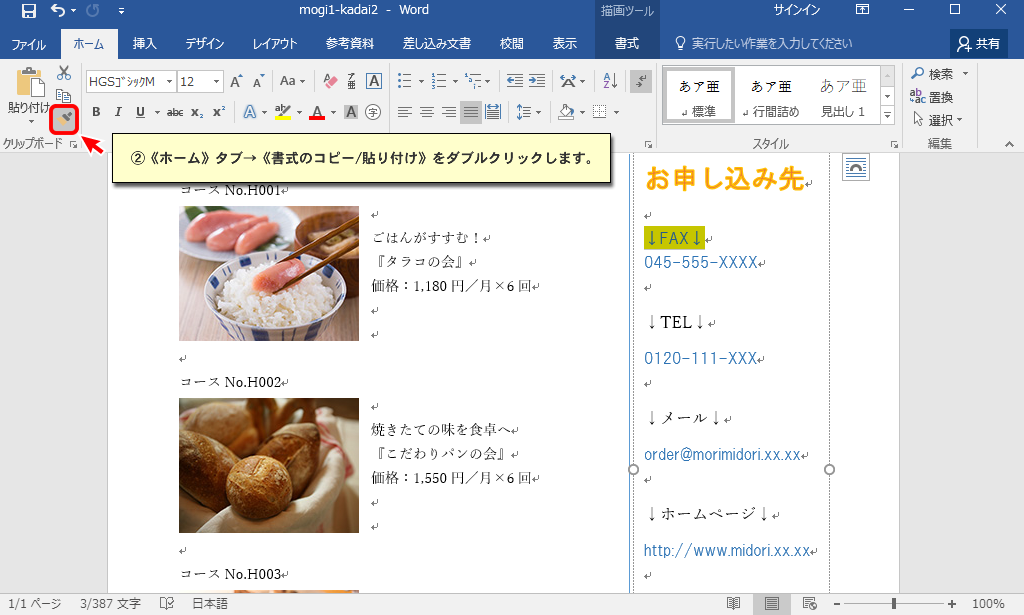 mogi1-kadai2 - Word
描画ツール
サインイン
ファイル ホーム 挿入 デザイン レイアウト 参考資料 差し込み文書 校閲 表示 書式 実行したい作業を入力してください 共有
貼り付け
HGSｺﾞｼｯｸM 12
Aa
A
B I U abc x₂ x²
A A A 字
あア亜 あア亜 あア亜
↲標準 ↲行間詰め 見出し 1
検索
置換
選択
クリップボード
スタイル
編集
②《ホーム》タブ→《書式のコピー/貼り付け》をダブルクリックします。
コース No.H001↲
↲
ごはんがすすむ！↲
『タラコの会』↲
価格：1,180 円／月×6 回↲
↲
↲
↲
コース No.H002↲
↲
焼きたての味を食卓へ↲
『こだわりパンの会』↲
価格：1,550 円／月×6 回↲
↲
↲
↲
コース No.H003↲
お申し込み先↲
↲
↓FAX↓↲
045-555-XXXX↲
↲
↓TEL↓↲
0120-111-XXX↲
↲
↓メール↓↲
order@morimidori.xx.xx↲
↲
↓ホームページ↓↲
http://www.midori.xx.xx↲
↲
1/1 ページ 3/387 文字 日本語
100%